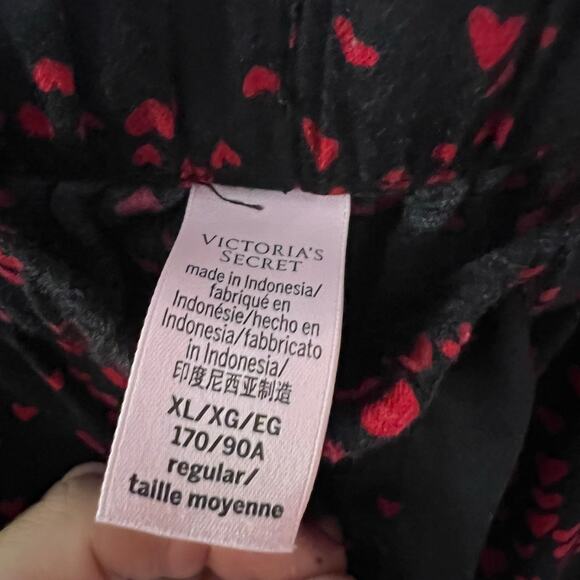 VICTORIA'S
SECRET
made in Indonesia/
fabriqué en
Indonésie/hecho en
Indonesia/fabbricato
in Indonesia/
印度尼西亚制造
XL/XG/EG
170/90A
regular/
taille moyenne